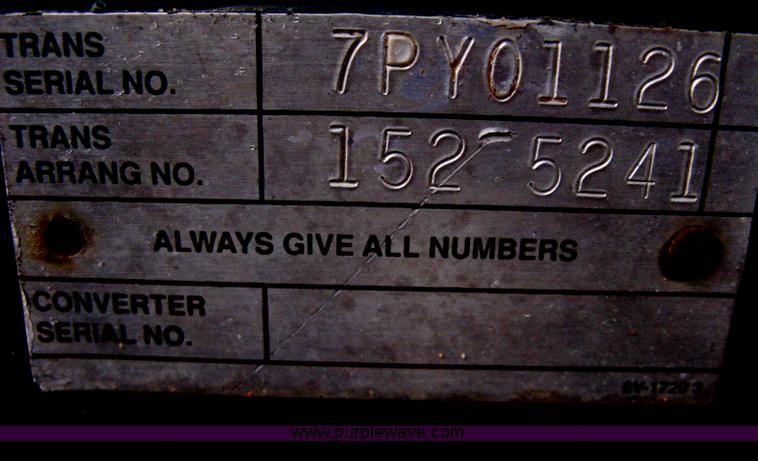 TRANS
SERIAL NO.
7PY01126
TRANS
ARRANG NO.
152-5241
ALWAYS GIVE ALL NUMBERS
CONVERTER
SERIAL NO.
www.purplewave.com